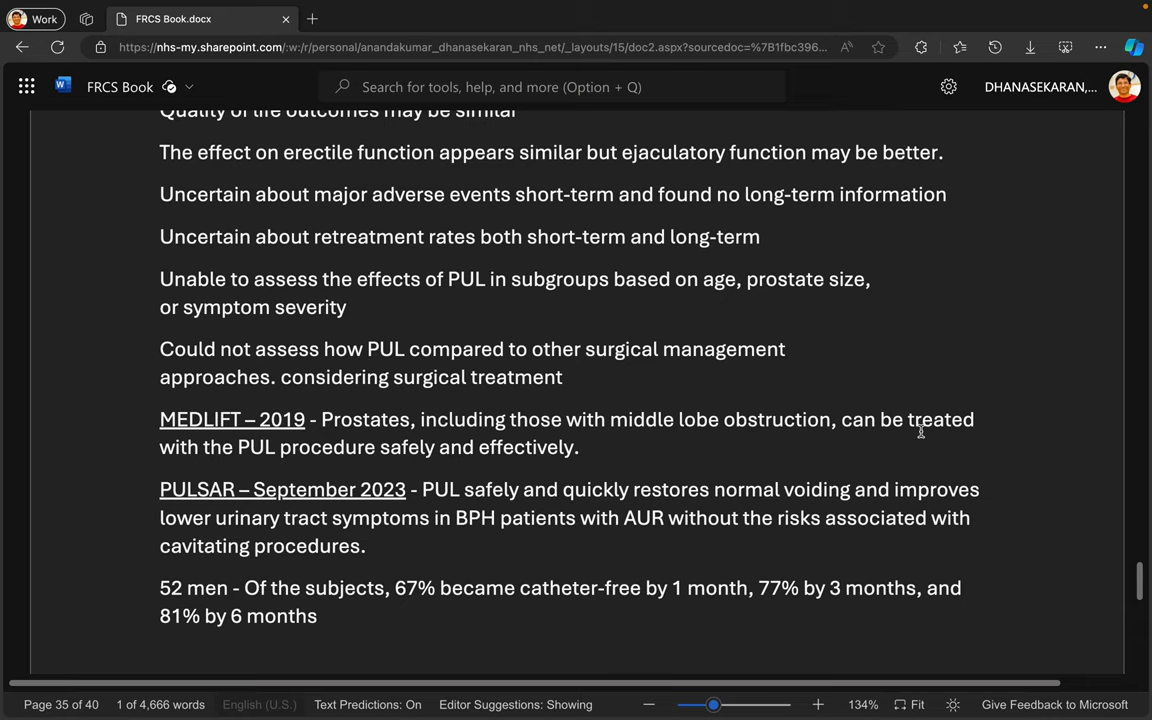 Work
FRCS Book.docx
https://nhs-my.sharepoint.com/:w:/r/personal/anandakumar_dhanasekaran_nhs_net/_layouts/15/doc2.aspx?sourcedoc=%7B1fbc396...
FRCS Book
Search for tools, help, and more (Option + Q)
DHANASEKARAN,...
Quality of life outcomes may be similar
The effect on erectile function appears similar but ejaculatory function may be better.
Uncertain about major adverse events short-term and found no long-term information
Uncertain about retreatment rates both short-term and long-term
Unable to assess the effects of PUL in subgroups based on age, prostate size,
or symptom severity
Could not assess how PUL compared to other surgical management
approaches. considering surgical treatment
MEDLIFT – 2019 - Prostates, including those with middle lobe obstruction, can be treated
with the PUL procedure safely and effectively.
PULSAR – September 2023 - PUL safely and quickly restores normal voiding and improves
lower urinary tract symptoms in BPH patients with AUR without the risks associated with
cavitating procedures.
52 men - Of the subjects, 67% became catheter-free by 1 month, 77% by 3 months, and
81% by 6 months
Page 35 of 40 1 of 4,666 words English (U.S.) Text Predictions: On Editor Suggestions: Showing 134% Fit Give Feedback to Microsoft